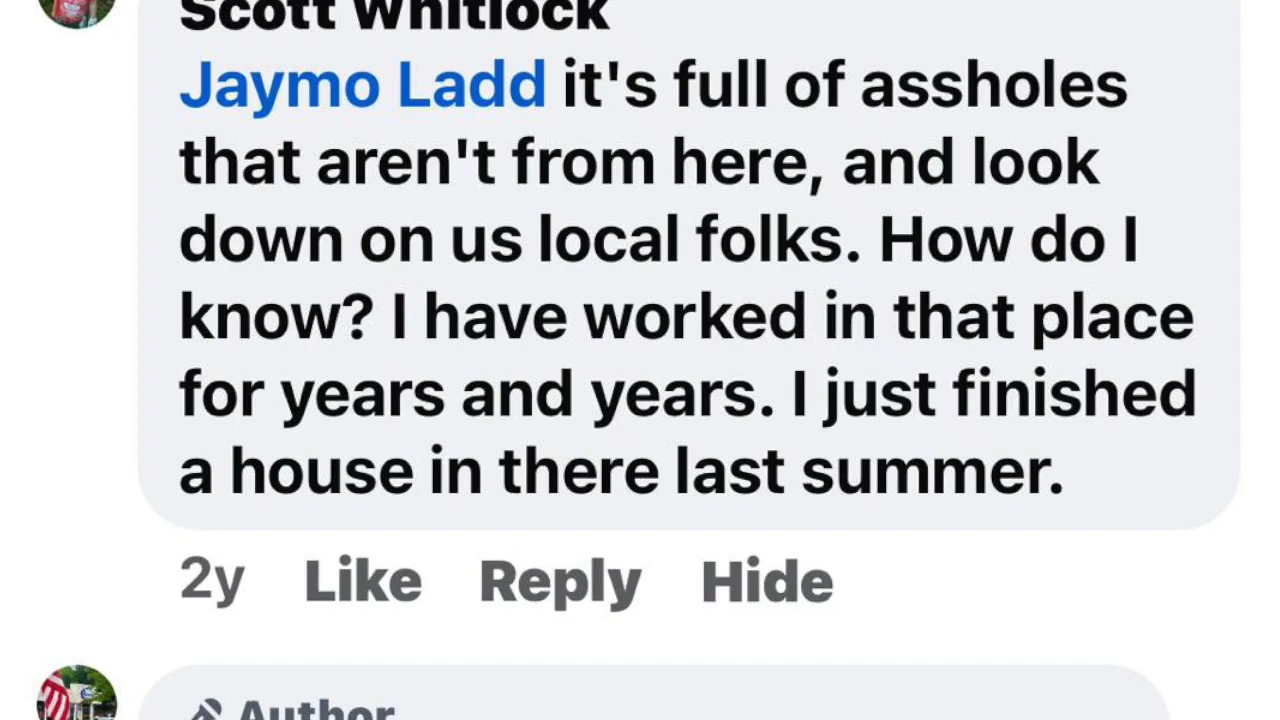 Scott Whitlock
Jaymo Ladd it's full of assholes
that aren't from here, and look
down on us local folks. How do I
know? I have worked in that place
for years and years. I just finished
a house in there last summer.
2y Like Reply Hide
Author